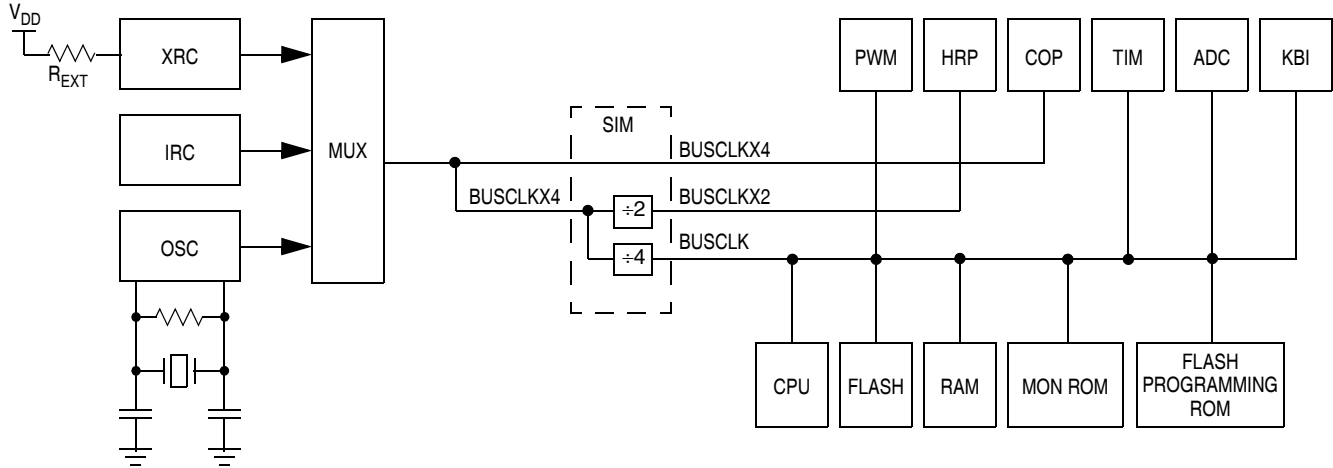 VDD
REXT
XRC
IRC
OSC
MUX
SIM
BUSCLKX4
BUSCLKX4
÷2
BUSCLKX2
÷4
BUSCLK
PWM
HRP
COP
TIM
ADC
KBI
CPU
FLASH
RAM
MON ROM
FLASH
PROGRAMMING
ROM